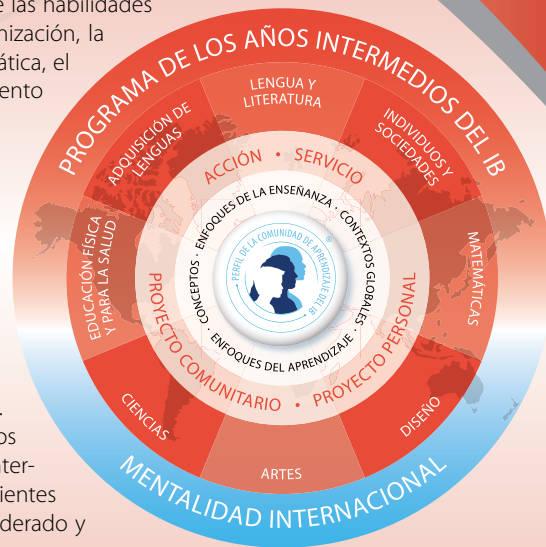 e las habilidades
nización, la
ática, el
ento
PROGRAMA DE LOS AÑOS INTERMEDIOS DEL IB
LENGUA Y
LITERATURA
ADQUISICIÓN DE
LENGUAS
INDIVIDUOS Y
SOCIEDADES
EDUCACIÓN FÍSICA
Y PARA LA SALUD
MATEMÁTICAS
CIENCIAS
ARTES
DISEÑO
ACCIÓN • SERVICIO
PROYECTO COMUNITARIO • PROYECTO PERSONAL
CONCEPTOS · ENFOQUES DE LA ENSEÑANZA · CONTEXTOS GLOBALES · ENFOQUES DEL APRENDIZAJE ·
• PERFIL DE LA COMUNIDAD DE APRENDIZAJE DEL IB •
®
MENTALIDAD INTERNACIONAL
.
os
nter-
ientes
derado y